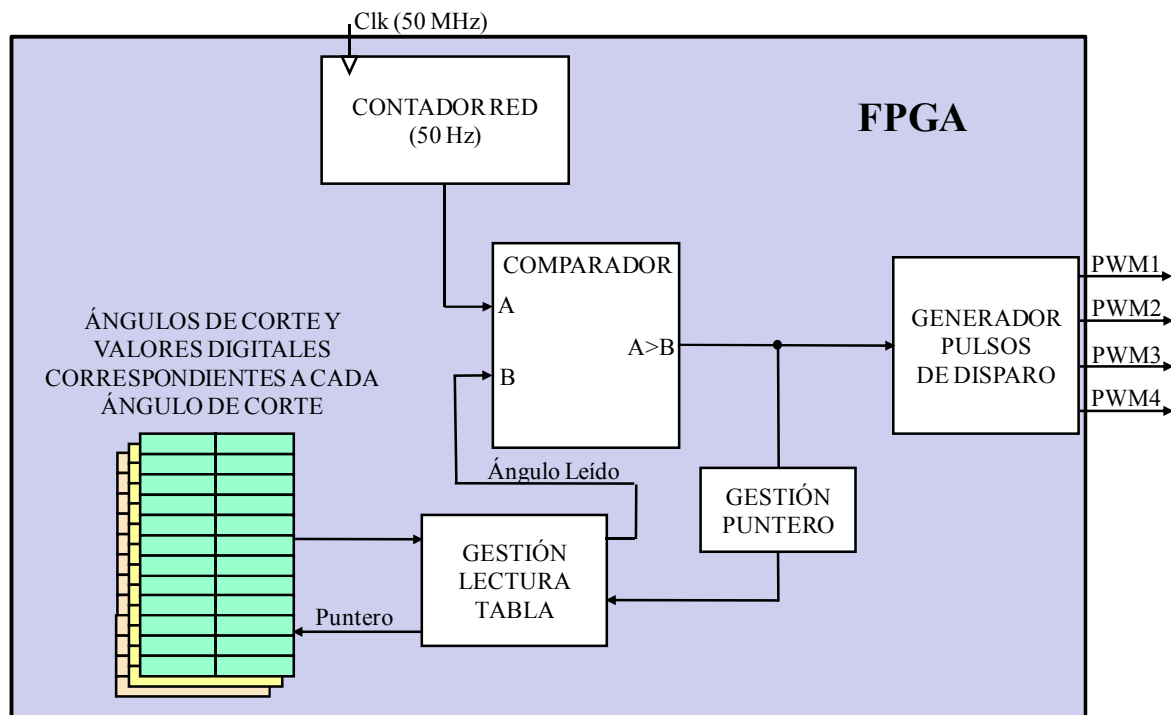 Clk (50 MHz)
CONTADOR RED
(50 Hz)
FPGA
COMPARADOR
A
A>B
B
ÁNGULOS DE CORTE Y
VALORES DIGITALES
CORRESPONDIENTES A CADA
ÁNGULO DE CORTE
GENERADOR
PULSOS
DE DISPARO
PWM1
PWM2
PWM3
PWM4
Ángulo Leído
GESTIÓN
PUNTERO
GESTIÓN
LECTURA
TABLA
Puntero